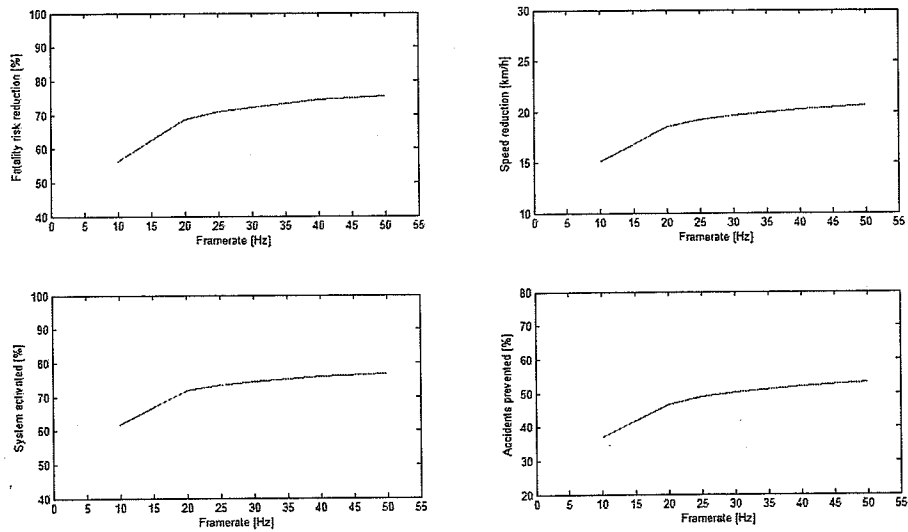 Fatality risk reduction [%]
100
90
80
70
60
50
40
0 5 10 15 20 25 30 35 40 45 50 55
Framerate [Hz]
Speed reduction [km/h]
30
25
20
15
10
0 5 10 15 20 25 30 35 40 45 50 55
Framerate [Hz]
System activated [%]
100
90
80
70
60
50
40
0 5 10 15 20 25 30 35 40 45 50 55
Framerate [Hz]
Accidents prevented [%]
80
70
60
50
40
30
20
0 5 10 15 20 25 30 35 40 45 50 55
Framerate [Hz]